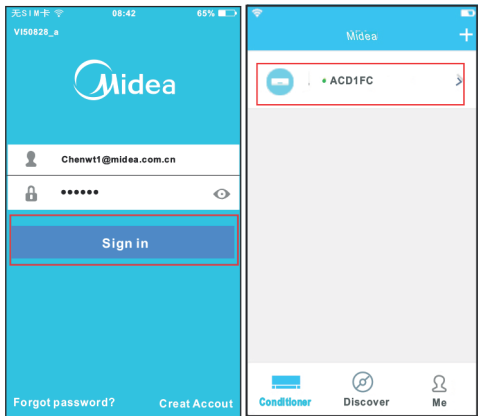 无SIM卡 08:42 65%
VI50828_a
Midea
Chenwt1@midea.com.cn
••••••
Sign in
Forgot password? Creat Accout
Midea
ACD1FC
Conditioner Discover Me